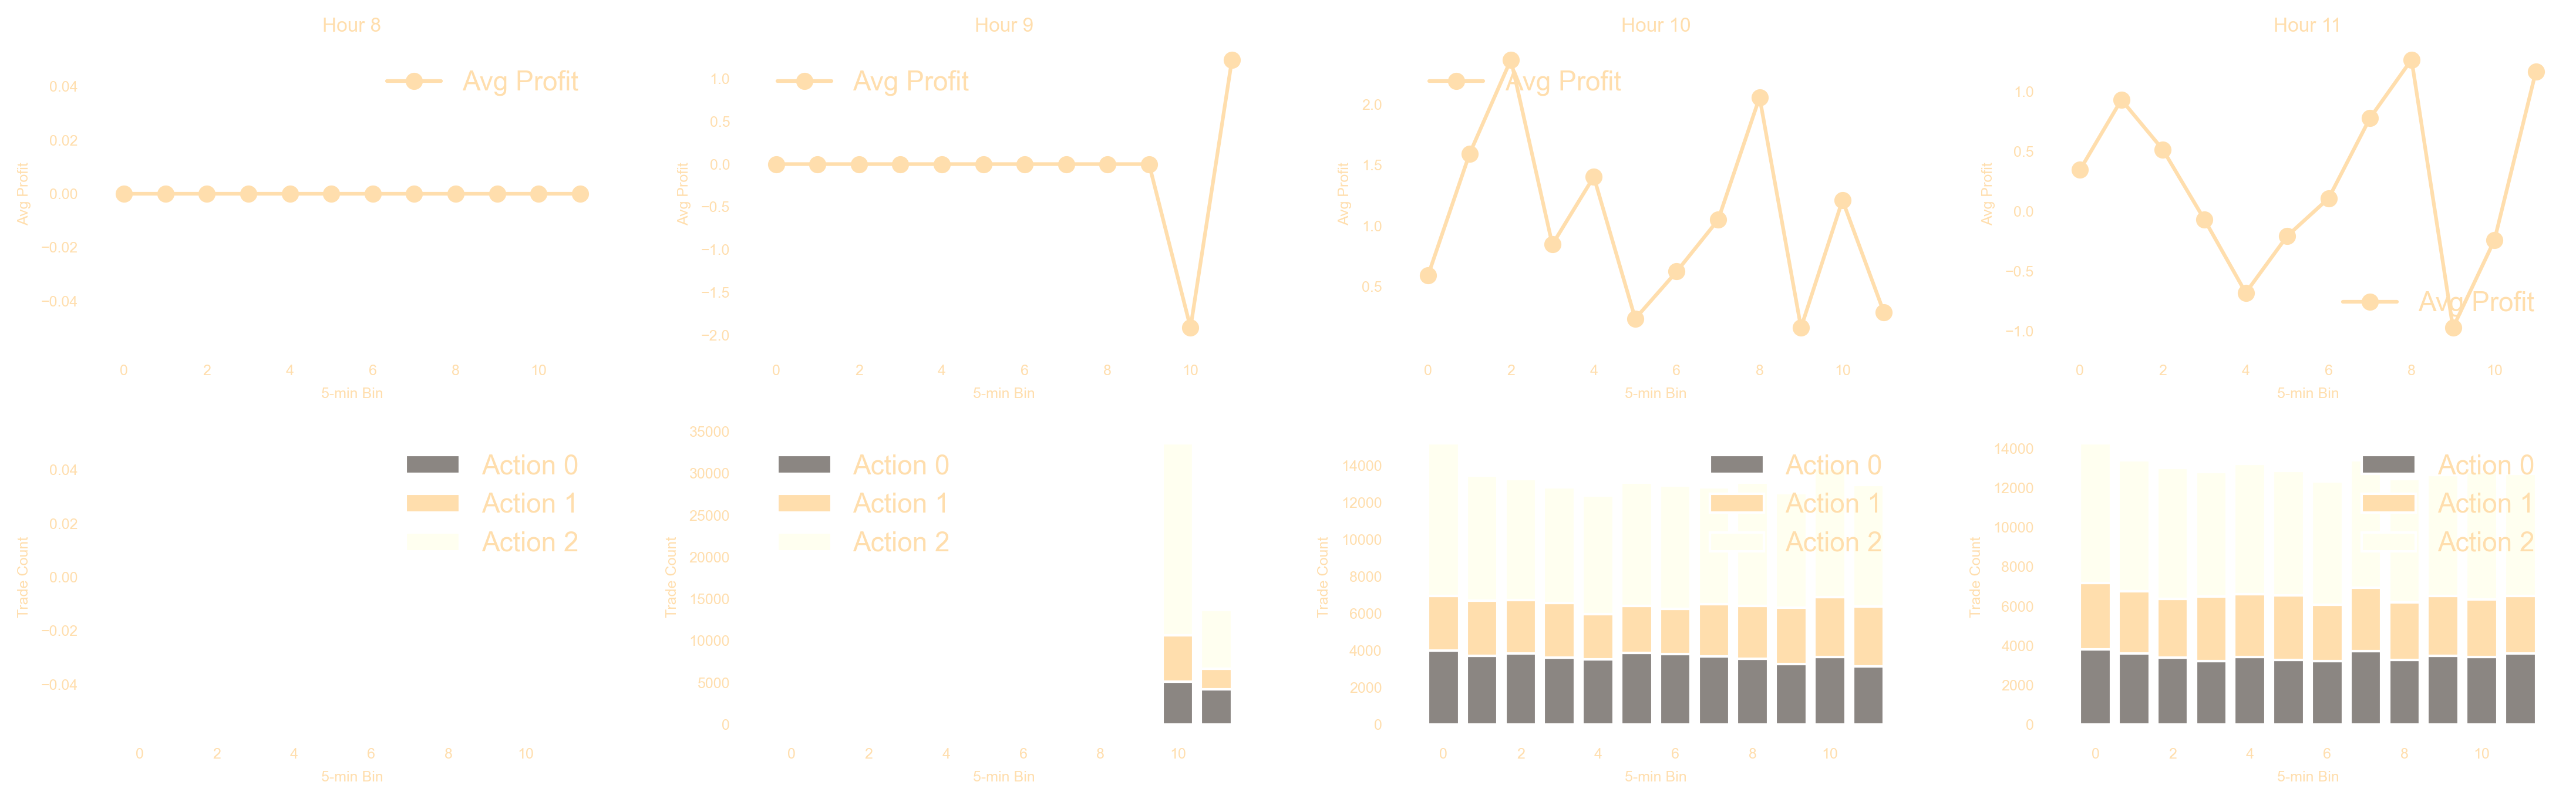 Hour 8
Avg Profit
0.04
0.02
0.00
−0.02
−0.04
Avg Profit
0 2 4 6 8 10
5-min Bin
Hour 9
Avg Profit
1.0
0.5
0.0
−0.5
−1.0
−1.5
−2.0
Avg Profit
0 2 4 6 8 10
5-min Bin
Hour 10
Avg Profit
2.0
1.5
1.0
0.5
Avg Profit
0 2 4 6 8 10
5-min Bin
Hour 11
Avg Profit
1.0
0.5
0.0
−0.5
−1.0
Avg Profit
0 2 4 6 8 10
5-min Bin
Trade Count
0.04
0.02
0.00
−0.02
−0.04
Action 0
Action 1
Action 2
0 2 4 6 8 10
5-min Bin
Trade Count
35000
30000
25000
20000
15000
10000
5000
0
Action 0
Action 1
Action 2
0 2 4 6 8 10
5-min Bin
Trade Count
14000
12000
10000
8000
6000
4000
2000
0
Action 0
Action 1
Action 2
0 2 4 6 8 10
5-min Bin
Trade Count
14000
12000
10000
8000
6000
4000
2000
0
Action 0
Action 1
Action 2
0 2 4 6 8 10
5-min Bin